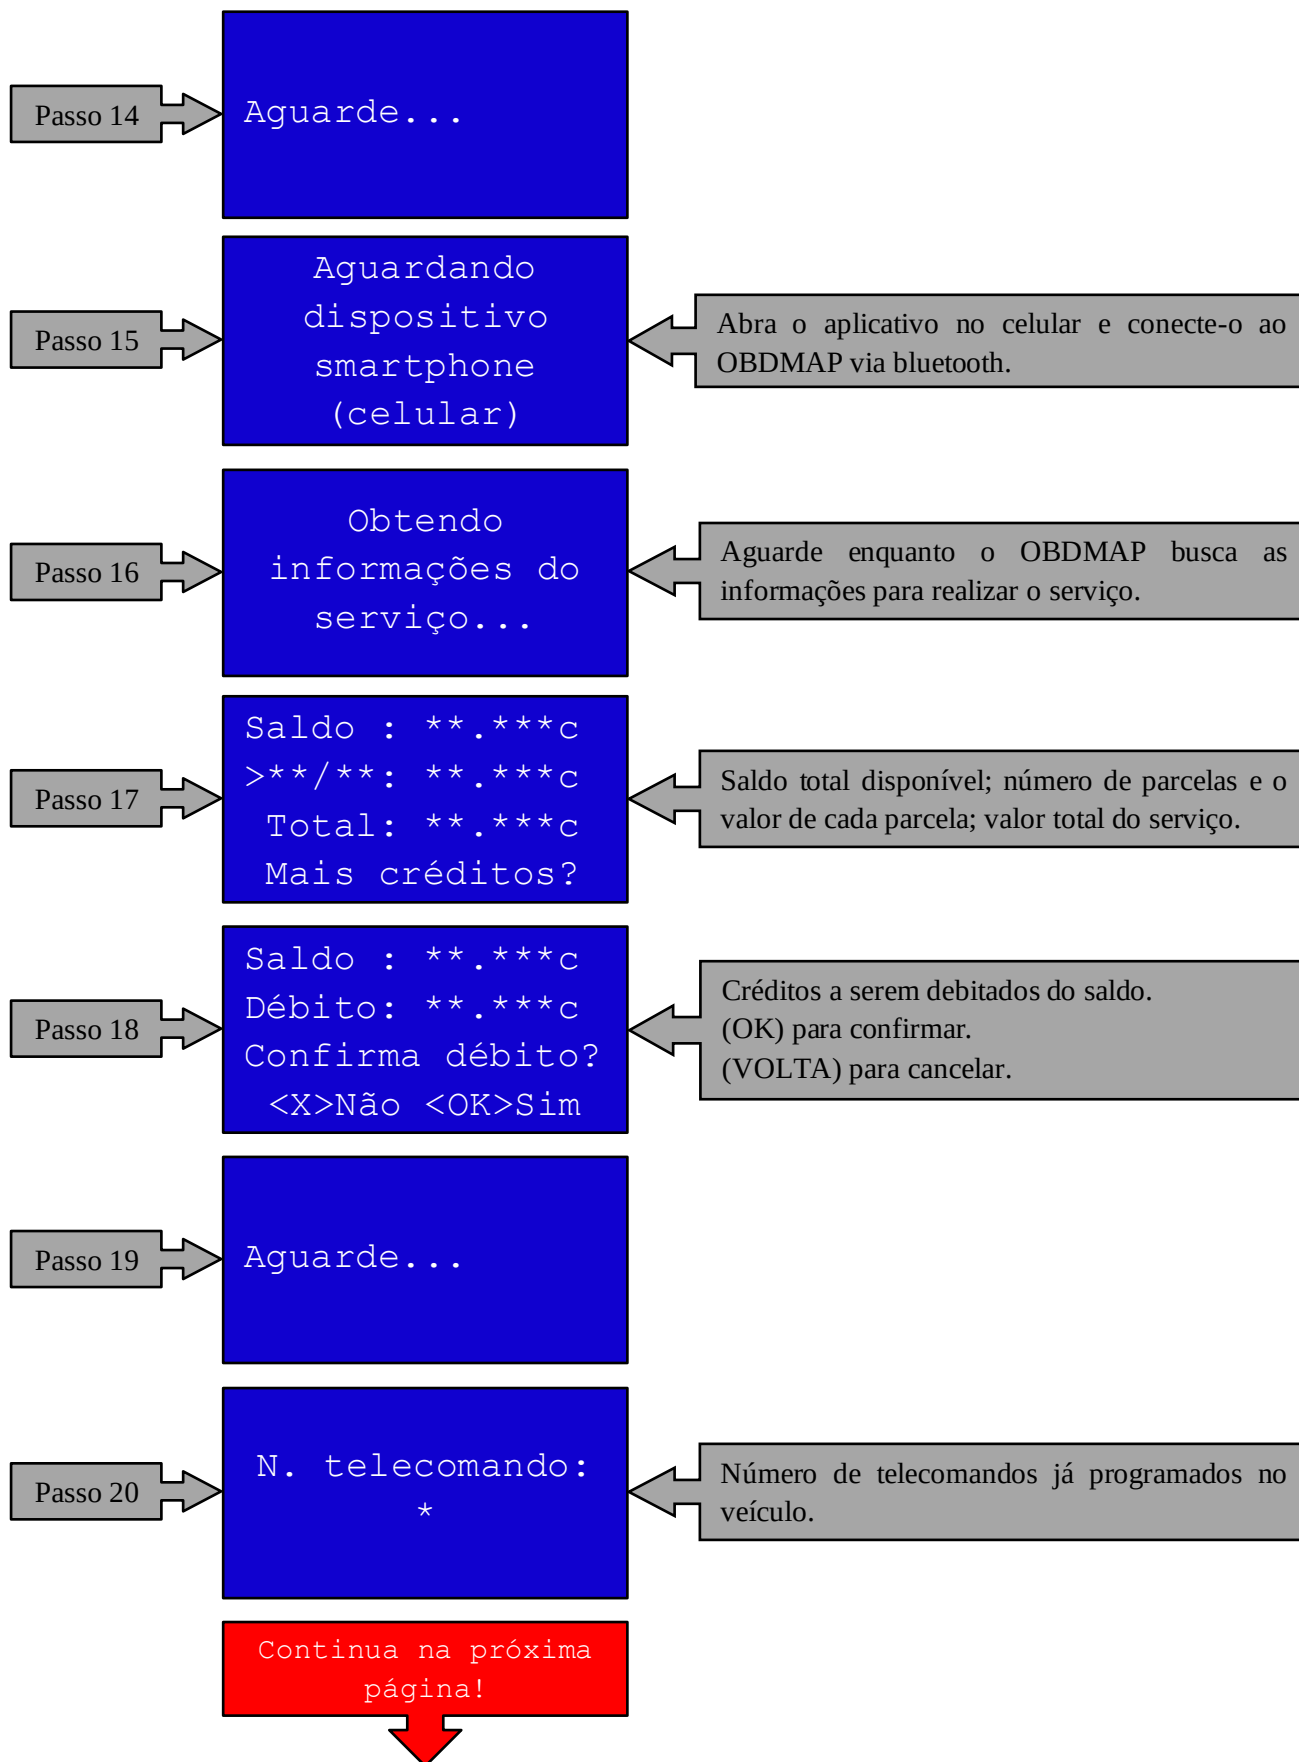 Passo 14
Aguarde...
Passo 15
Aguardando
dispositivo
smartphone
(celular)
Abra o aplicativo no celular e conecte-o ao
OBDMAP via bluetooth.
Passo 16
Obtendo
informações do
serviço...
Aguarde enquanto o OBDMAP busca as
informações para realizar o serviço.
Passo 17
Saldo : **.***c
>**/**: **.***c
Total: **.***c
Mais créditos?
Saldo total disponível; número de parcelas e o
valor de cada parcela; valor total do serviço.
Passo 18
Saldo : **.***c
Débito: **.***c
Confirma débito?
<X>Não <OK>Sim
Créditos a serem debitados do saldo.
(OK) para confirmar.
(VOLTA) para cancelar.
Passo 19
Aguarde...
Passo 20
N. telecomando:
*
Número de telecomandos já programados no
veículo.
Continua na próxima
página!